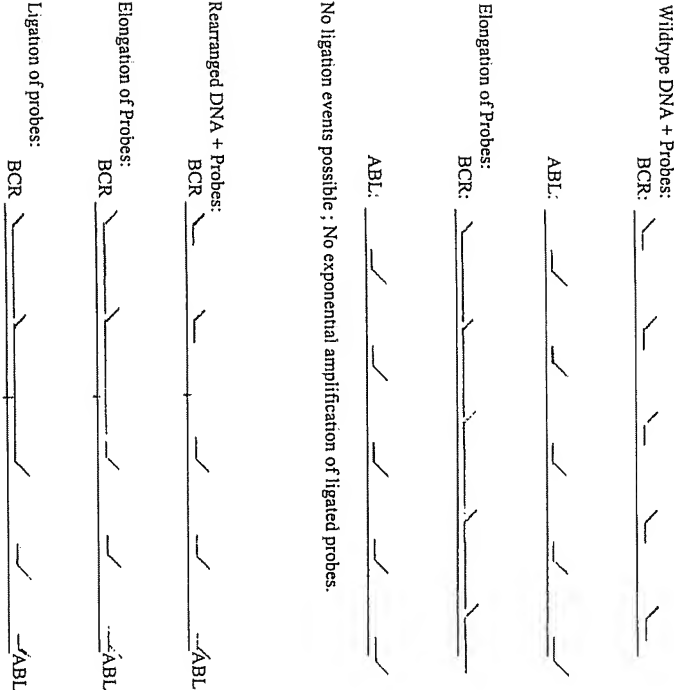 Wildtype DNA + Probes:
BCR:
ABL:
Elongation of Probes:
BCR:
ABL:
No ligation events possible ; No exponential amplification of ligated probes.
Rearranged DNA + Probes:
BCR ABL
Elongation of Probes:
BCR ABL
Ligation of probes:
BCR ABL